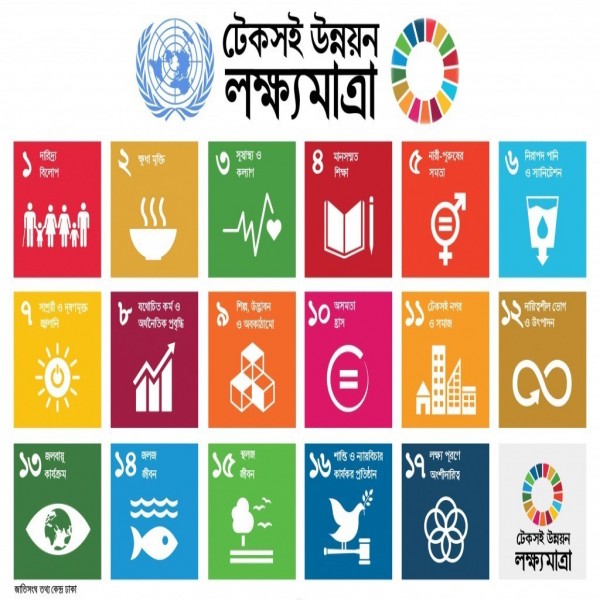 টেকসই উন্নয়ন
লক্ষ্যমাত্রা
১ দারিদ্র্য
বিলোপ
২ ক্ষুধা মুক্তি
৩ সুস্বাস্থ্য ও
কল্যাণ
৪ মানসম্মত
শিক্ষা
৫ নারী-পুরুষের
সমতা
৬ নিরাপদ পানি
ও স্যানিটেশন
৭ সাশ্রয়ী ও দূষণমুক্ত
জ্বালানি
৮ যথোচিত কর্ম ও
অর্থনৈতিক প্রবৃদ্ধি
৯ শিল্প, উদ্ভাবন
ও অবকাঠামো
১০ অসমতা
হ্রাস
১১ টেকসই নগর
ও সমাজ
১২ দায়িত্বশীল ভোগ
ও উৎপাদন
১৩ জলবায়ু
কার্যক্রম
১৪ জলজ
জীবন
১৫ স্থলজ
জীবন
১৬ শান্তি ও ন্যায়বিচার
কার্যকর প্রতিষ্ঠান
১৭ লক্ষ্য পূরণে
অংশীদারিত্ব
টেকসই উন্নয়ন
লক্ষ্যমাত্রা
জাতিসংঘ তথ্য কেন্দ্র ঢাকা